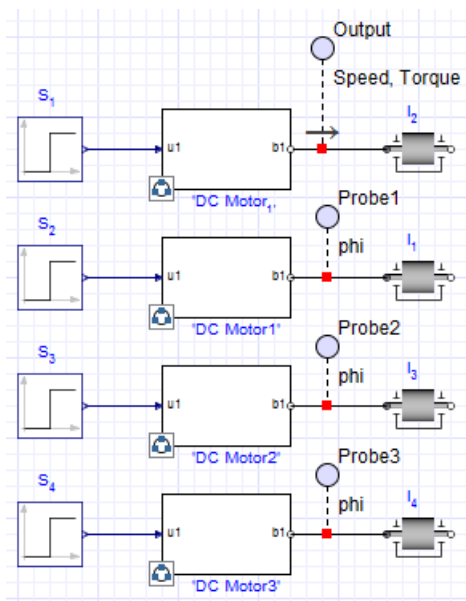 Output
Speed, Torque
S₁
I₂
u1
b1
'DC Motor₁'
Probe1
S₂
phi
I₁
u1
b1
'DC Motor1'
Probe2
S₃
phi
I₃
u1
b1
'DC Motor2'
Probe3
S₄
phi
I₄
u1
b1
'DC Motor3'